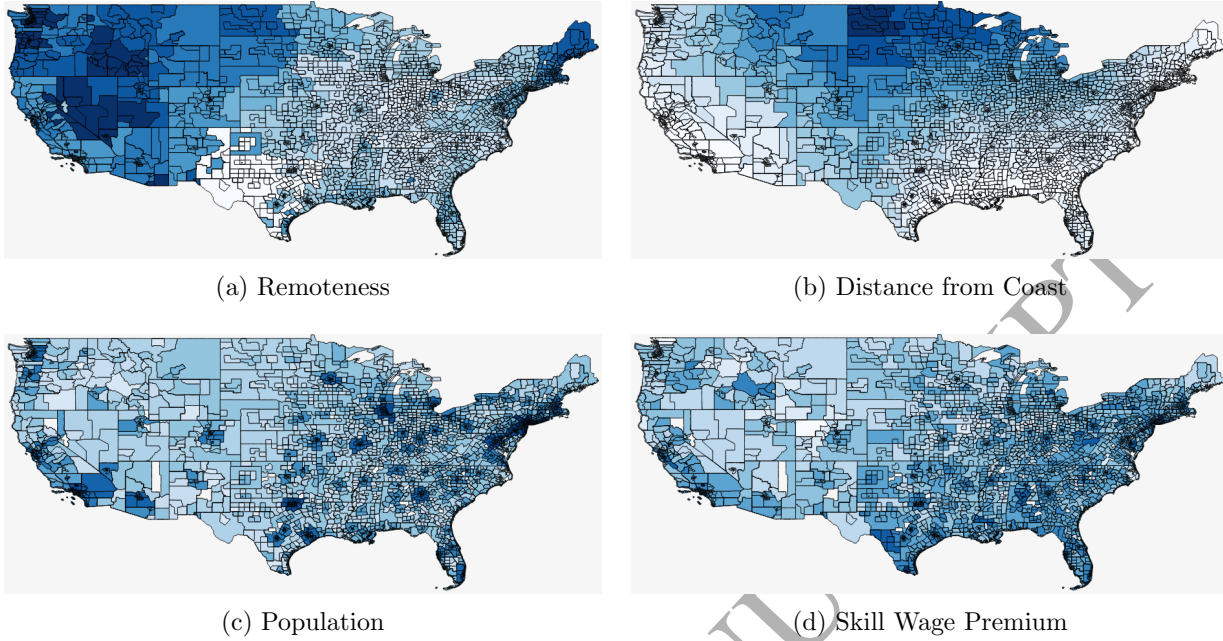 (a) Remoteness
(b) Distance from Coast
(c) Population
(d) Skill Wage Premium